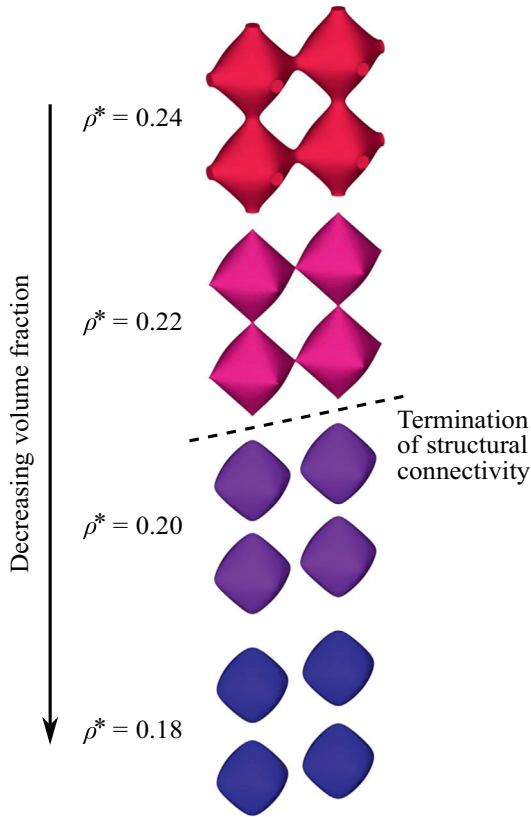 ρ* = 0.24
ρ* = 0.22
Termination
of structural
connectivity
ρ* = 0.20
ρ* = 0.18
Decreasing volume fraction